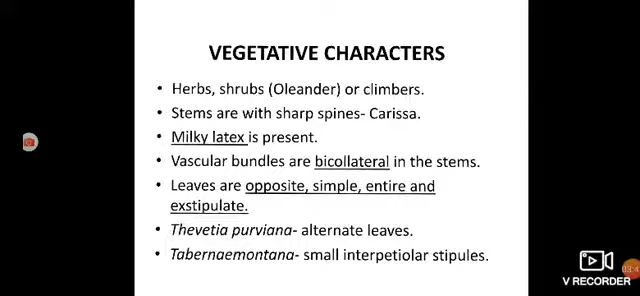 VEGETATIVE CHARACTERS
• Herbs, shrubs (Oleander) or climbers.
• Stems are with sharp spines- Carissa.
• Milky latex is present.
• Vascular bundles are bicollateral in the stems.
• Leaves are opposite, simple, entire and
exstipulate.
• Thevetia purviana- alternate leaves.
• Tabernaemontana- small interpetiolar stipules.
V RECORDER